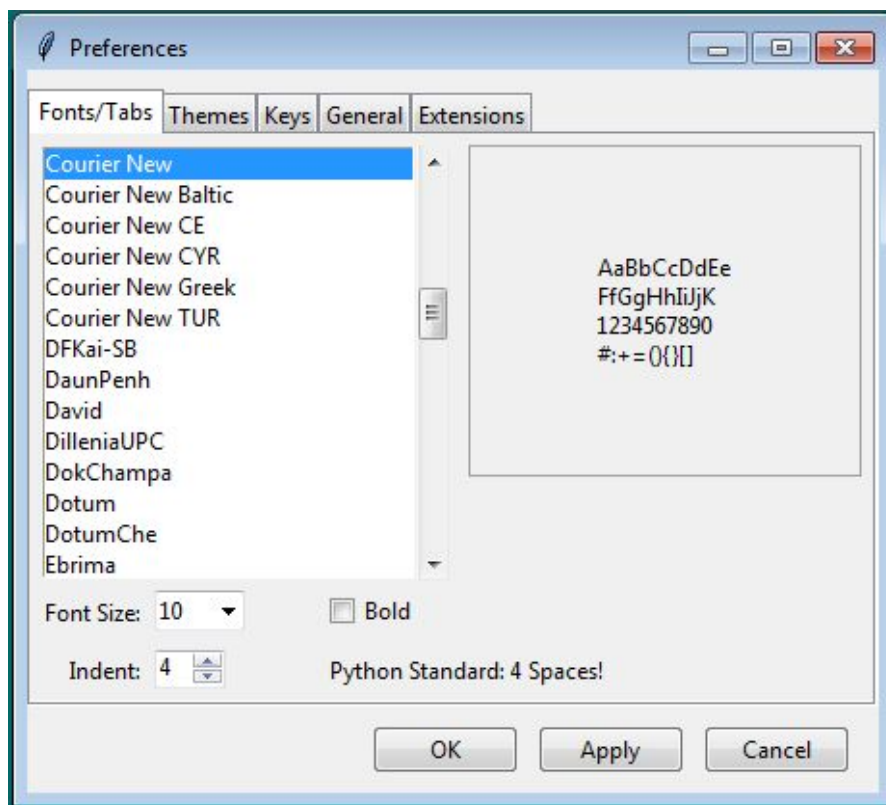 Preferences
Fonts/Tabs Themes Keys General Extensions
Courier New
Courier New Baltic
Courier New CE
Courier New CYR
Courier New Greek
Courier New TUR
DFKai-SB
DaunPenh
David
DilleniaUPC
DokChampa
Dotum
DotumChe
Ebrima
AaBbCcDdEe
FfGgHhIiJjK
1234567890
#:+=(){}[]
Font Size: 10 Bold
Indent: 4 Python Standard: 4 Spaces!
OK Apply Cancel